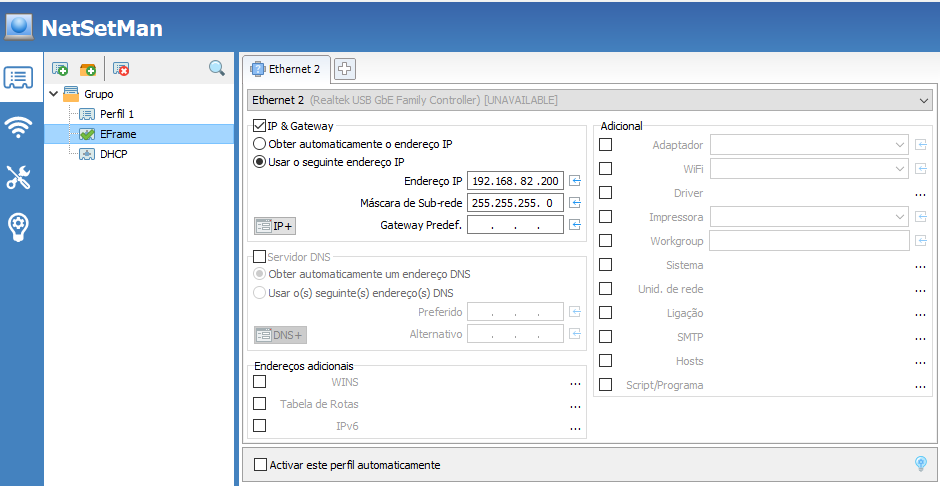 NetSetMan
Ethernet 2
Grupo
Perfil 1
EFrame
DHCP
Ethernet 2 (Realtek USB GbE Family Controller) [UNAVAILABLE]
IP & Gateway
Obter automaticamente o endereço IP
Usar o seguinte endereço IP
Endereço IP 192.168. 82 .200
Máscara de Sub-rede 255.255.255. 0
IP+ Gateway Predef. . . .
Servidor DNS
Obter automaticamente um endereço DNS
Usar o(s) seguinte(s) endereço(s) DNS
Preferido . . .
DNS+ Alternativo . . .
Endereços adicionais
WINS ...
Tabela de Rotas ...
IPv6 ...
Adicional
Adaptador
WiFi
Driver ...
Impressora
Workgroup
Sistema ...
Unid. de rede ...
Ligação ...
SMTP ...
Hosts ...
Script/Programa ...
Activar este perfil automaticamente